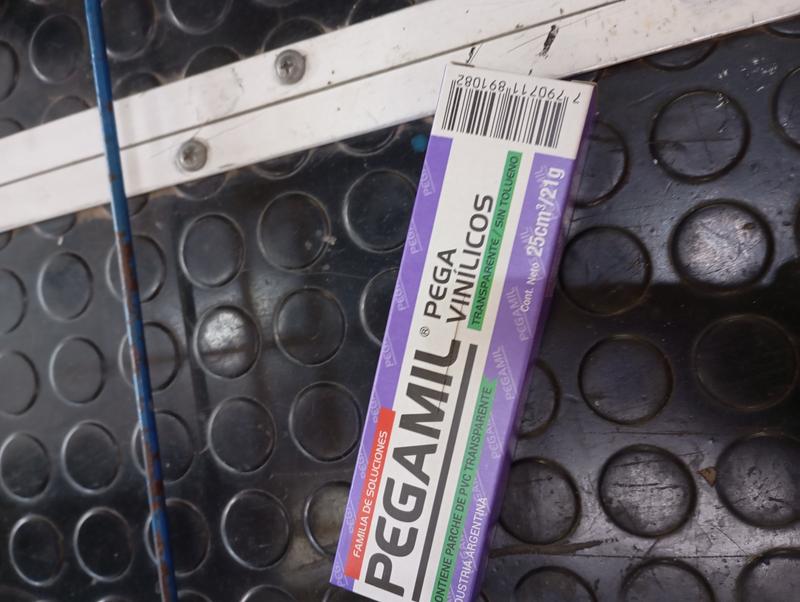 FAMILIA DE SOLUCIONES
PEGAMIL®
PEGA
VINÍLICOS
TRANSPARENTE / SIN TOLUENO
CONTIENE PARCHE DE PVC TRANSPARENTE
INDUSTRIA ARGENTINA
Cont. Neto 25cm³/21g
7 790711 891082